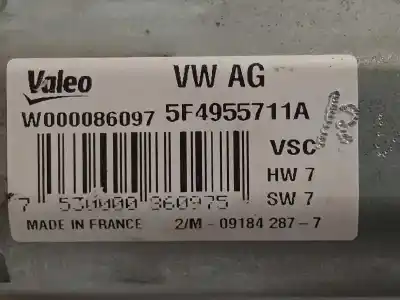 Valeo VW AG
W000086097 5F4955711A
VSC
HW 7
SW 7
7 530000 860975
MADE IN FRANCE 2/M - 09184 287-7